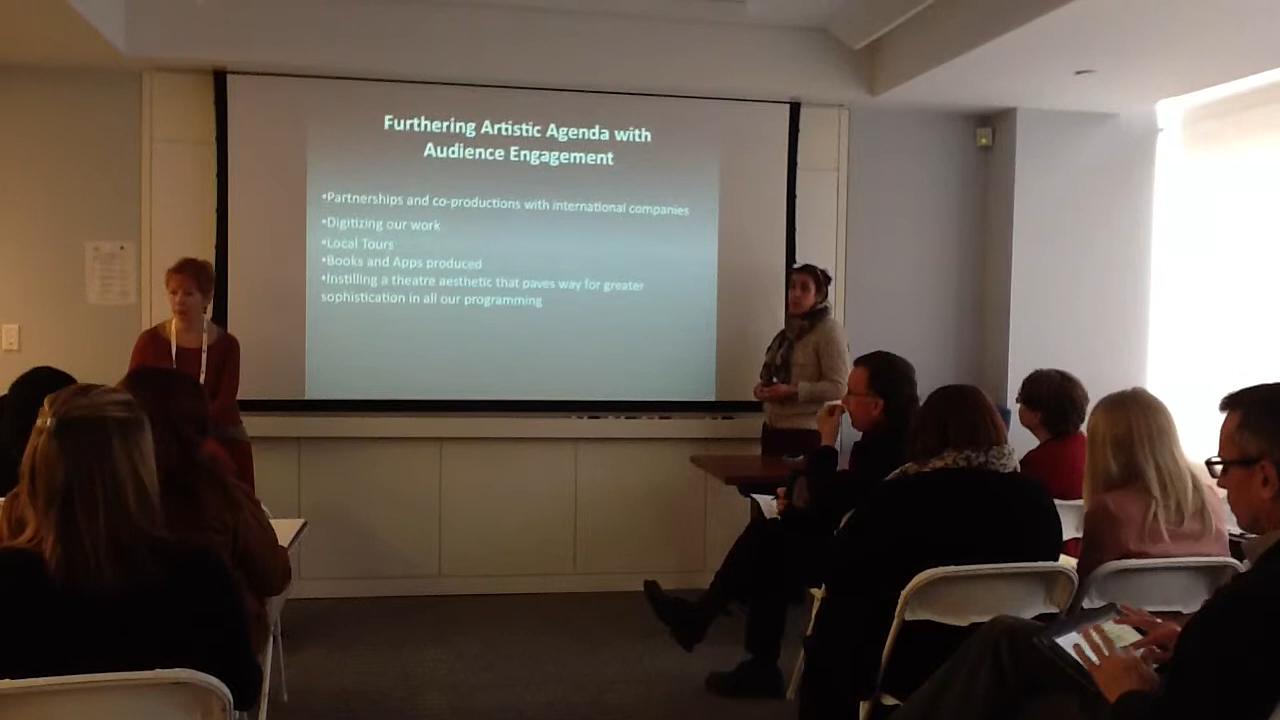 Furthering Artistic Agenda with
Audience Engagement
•Partnerships and co-productions with international companies
•Digitizing our work
•Local Tours
•Books and Apps produced
•Instilling a theatre aesthetic that paves way for greater
sophistication in all our programming